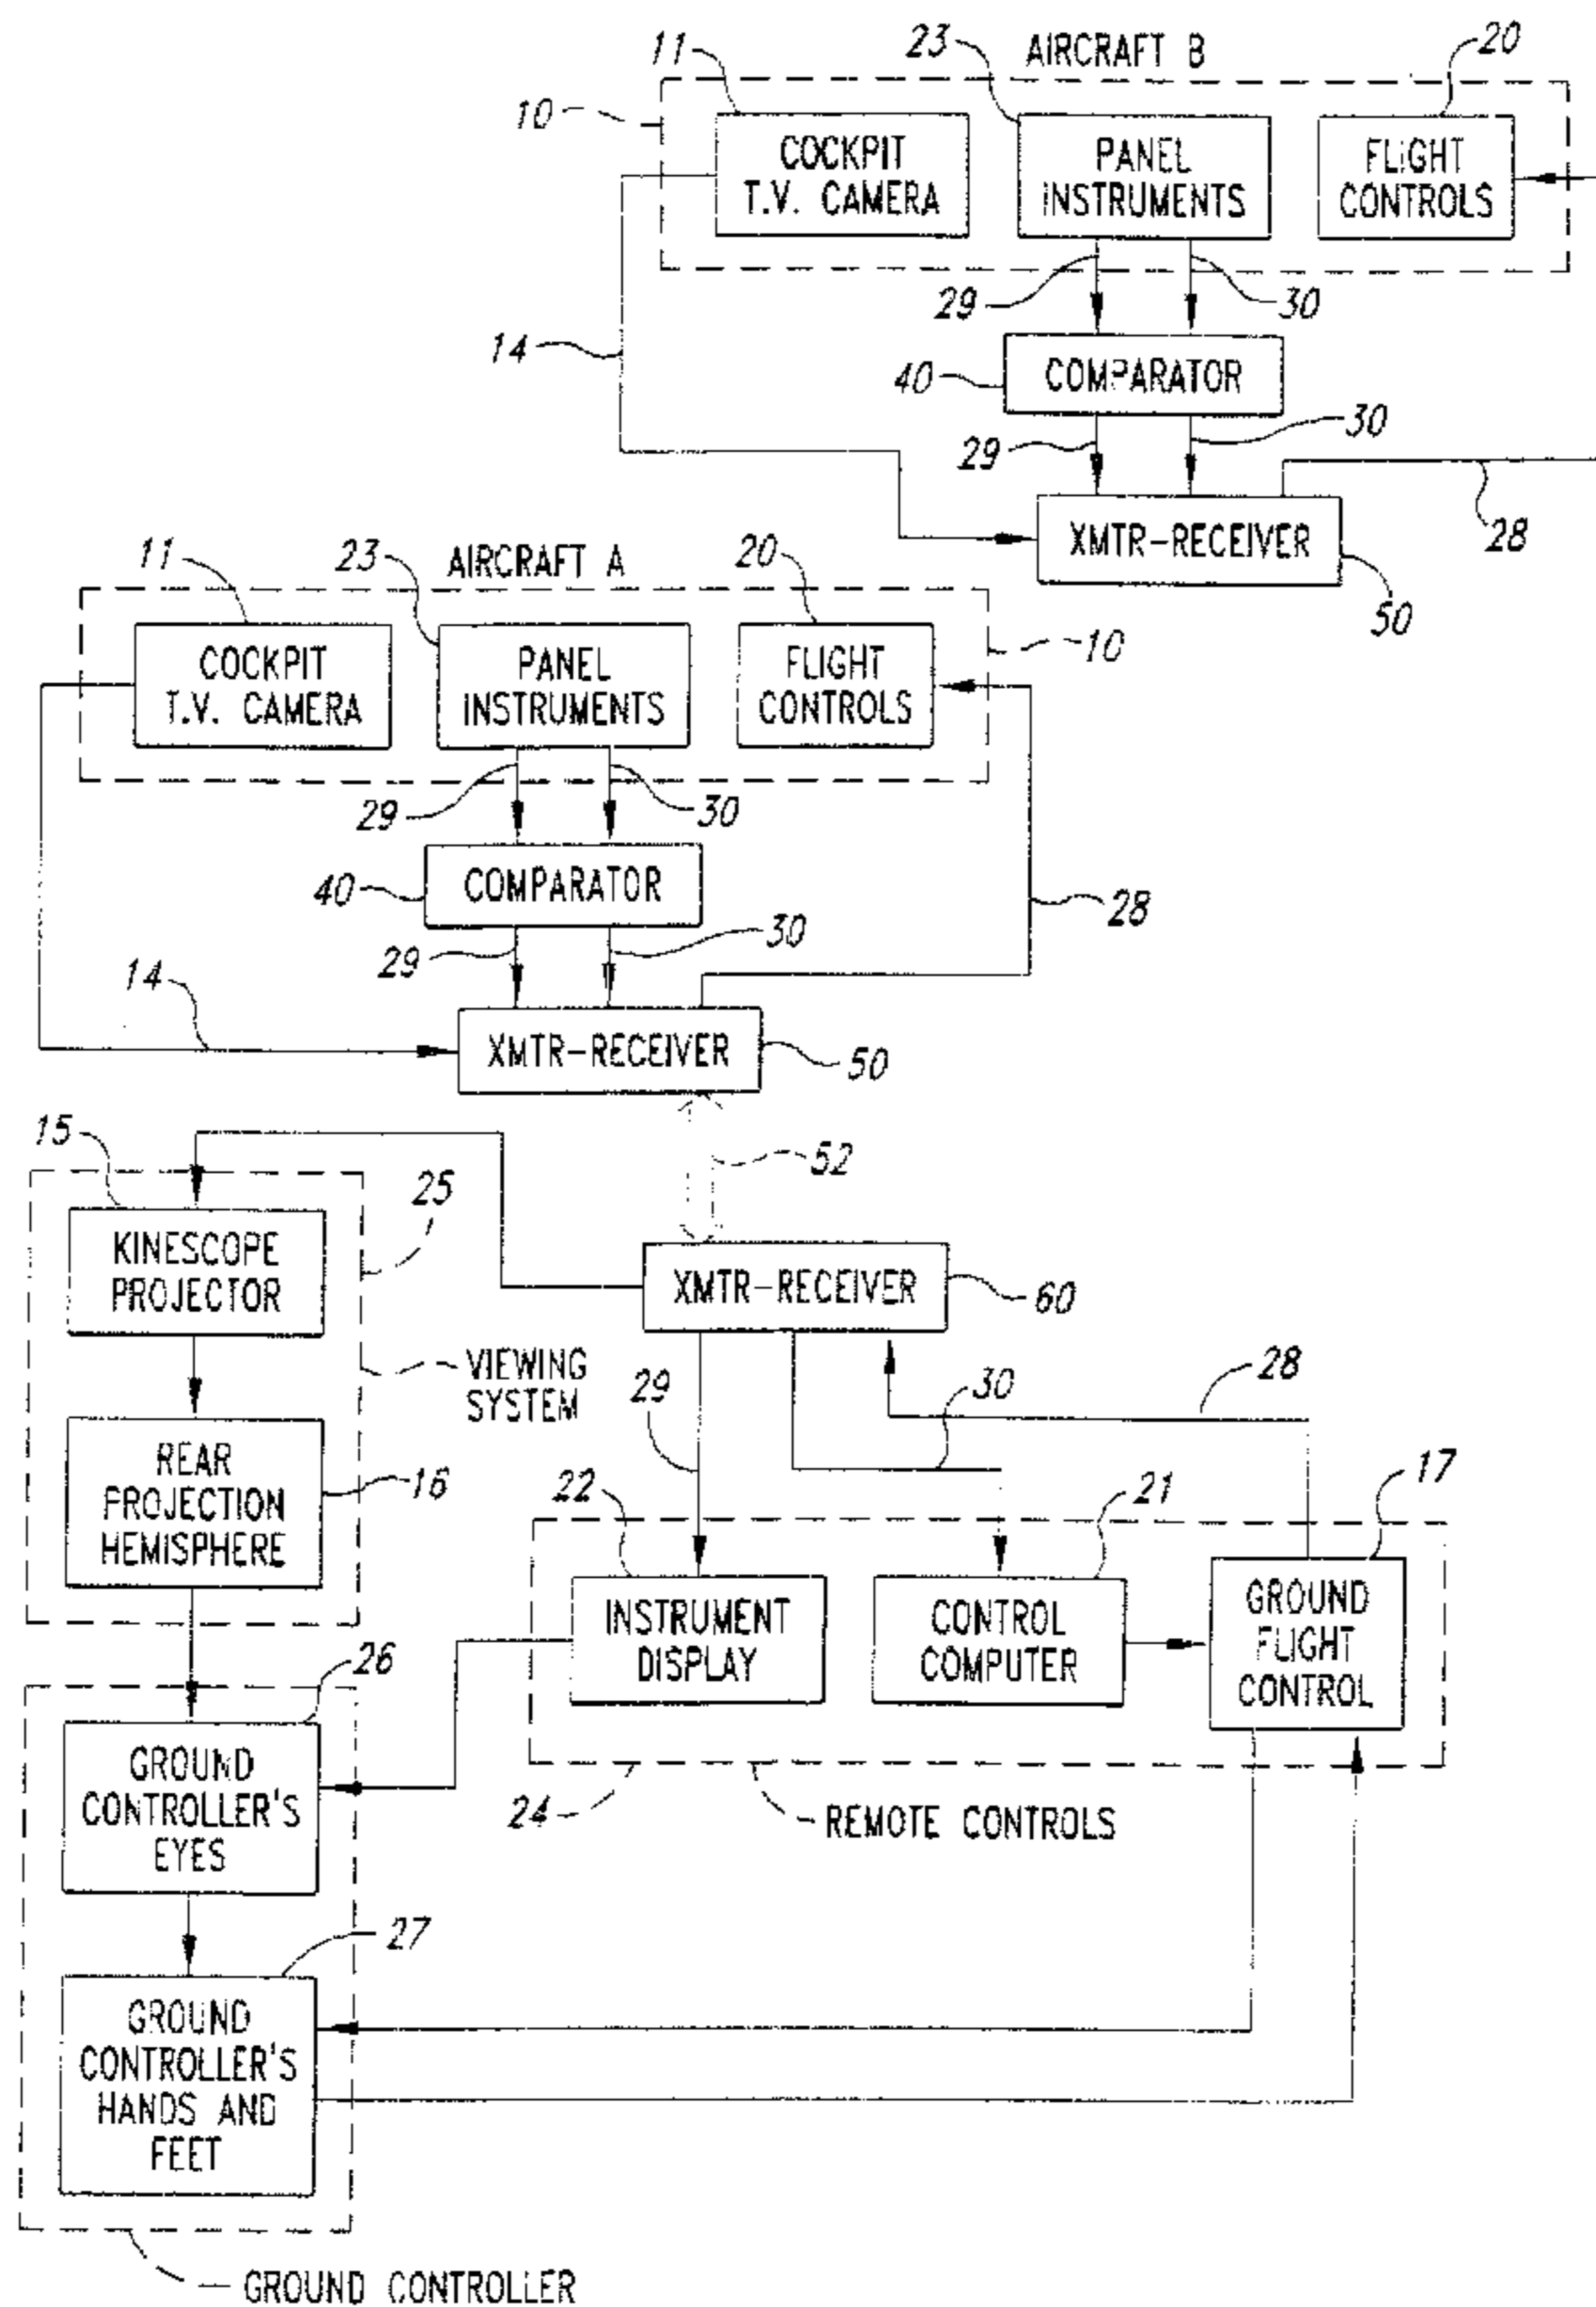 11
23
AIRCRAFT B
20
10
COCKPIT
T.V. CAMERA
PANEL
INSTRUMENTS
FLIGHT
CONTROLS
29
30
14
40
COMPARATOR
29
30
XMTR-RECEIVER
28
50
11
23
AIRCRAFT A
20
10
COCKPIT
T.V. CAMERA
PANEL
INSTRUMENTS
FLIGHT
CONTROLS
29
30
40
COMPARATOR
28
29
30
14
XMTR-RECEIVER
50
15
52
25
KINESCOPE
PROJECTOR
XMTR-RECEIVER
60
VIEWING
SYSTEM
29
30
28
REAR
PROJECTION
HEMISPHERE
16
22
21
17
INSTRUMENT
DISPLAY
CONTROL
COMPUTER
GROUND
FLIGHT
CONTROL
26
GROUND
CONTROLLER'S
EYES
24
REMOTE CONTROLS
27
GROUND
CONTROLLER'S
HANDS AND
FEET
GROUND CONTROLLER